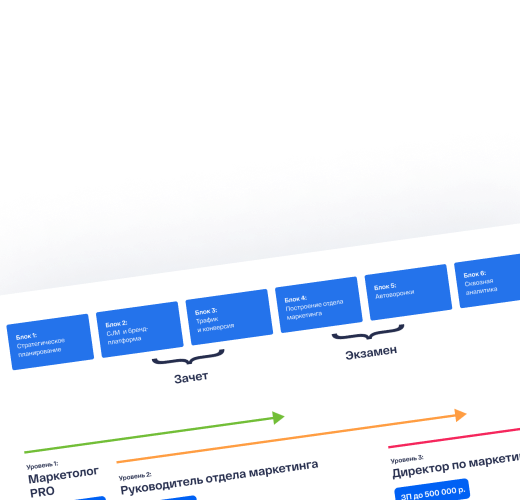 Блок 1:
Стратегическое
планирование
Блок 2:
CJM и бренд-
платформа
Блок 3:
Трафик
и конверсия
Блок 4:
Построение отдела
маркетинга
Блок 5:
Автоворонки
Блок 6:
Сквозная
аналитика
Зачет
Экзамен
Уровень 1:
Маркетолог
PRO
Уровень 2:
Руководитель отдела маркетинга
Уровень 3:
Директор по маркетин
ЗП до 500 000 р.